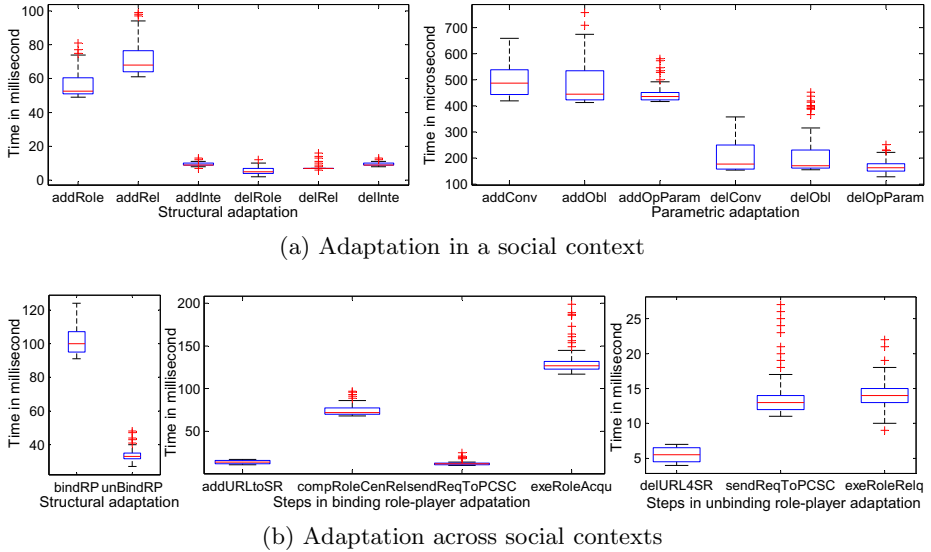 Time in millisecond
100
80
60
40
20
0
addRole addRel addInte delRole delRel delInte
Structural adaptation
Time in microsecond
700
600
500
400
300
200
100
addConv addObl addOpParam delConv delObl delOpParam
Parametric adaptation
(a) Adaptation in a social context
Time in millisecond
120
100
80
60
40
bindRP unBindRP
Structural adaptation
Time in millisecond
200
150
100
50
addURLtoSR compRoleCenRel sendReqToPCSC exeRoleAcqu
Steps in binding role-player adaptation
Time in millisecond
25
20
15
10
5
delURL4SR sendReqToPCSC exeRoleRelq
Steps in unbinding role-player adaptation
(b) Adaptation across social contexts